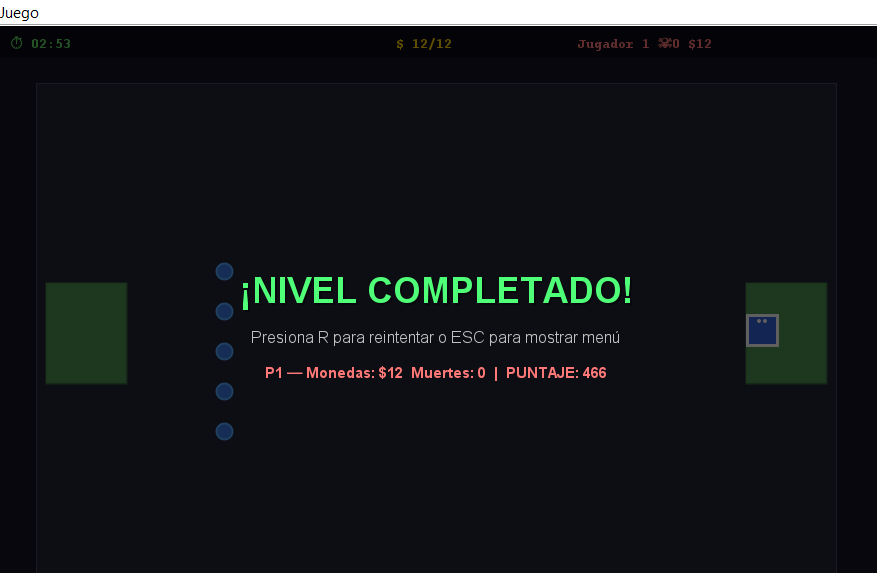 Juego
⏱ 02:53 $ 12/12 Jugador 1 ☠0 $12
¡NIVEL COMPLETADO!
Presiona R para reintentar o ESC para mostrar menú
P1 — Monedas: $12 Muertes: 0 | PUNTAJE: 466